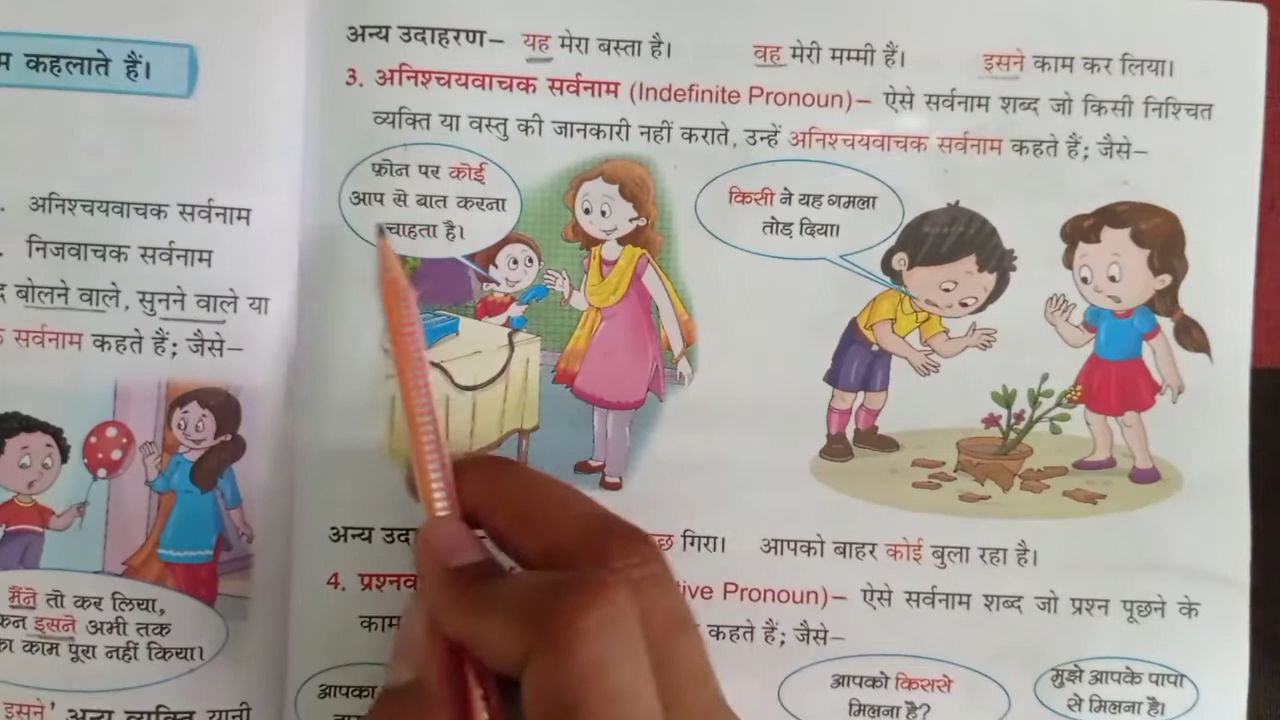 कहलाते हैं।
अनिश्चयवाचक सर्वनाम
निजवाचक सर्वनाम
बोलने वाले, सुनने वाले या
सर्वनाम कहते हैं; जैसे–
मैंने तो कर लिया,
इसने अभी तक
काम पूरा नहीं किया।
इसने' अन्य व्यक्ति यानी
अन्य उदाहरण– यह मेरा बस्ता है। वह मेरी मम्मी हैं। इसने काम कर लिया।
3. अनिश्चयवाचक सर्वनाम (Indefinite Pronoun)– ऐसे सर्वनाम शब्द जो किसी निश्चित
व्यक्ति या वस्तु की जानकारी नहीं कराते, उन्हें अनिश्चयवाचक सर्वनाम कहते हैं; जैसे–
फ़ोन पर कोई
आप से बात करना
चाहता है।
किसी ने यह गमला
तोड़ दिया।
अन्य गिरा। आपको बाहर कोई बुला रहा है।
4. Pronoun)– ऐसे सर्वनाम शब्द जो प्रश्न पूछने के
काम कहते हैं; जैसे–
आपका
आपको किससे
मिलना है?
मुझे आपके पापा
से मिलना है।